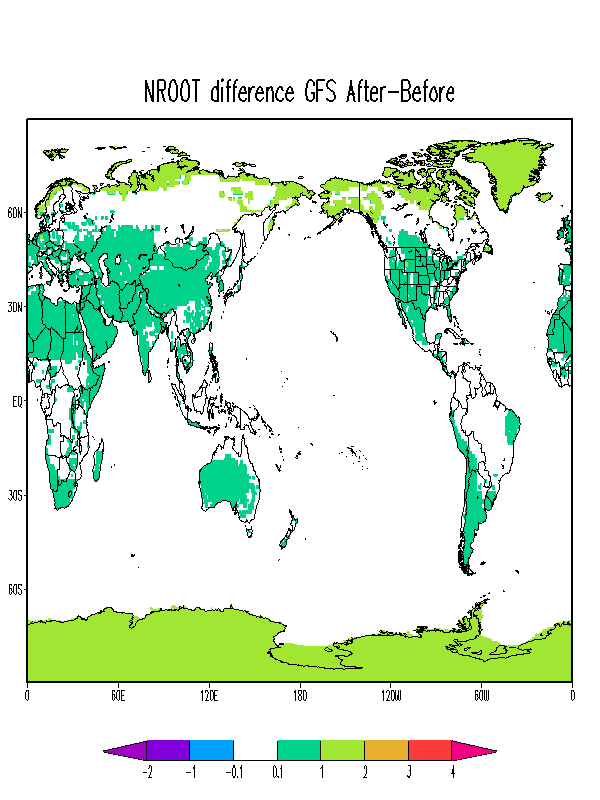 NROOT difference GFS After-Before
60N
30N
EQ
30S
60S
0 60E 120E 180 120W 60W 0
-2 -1 -0.1 0.1 1 2 3 4